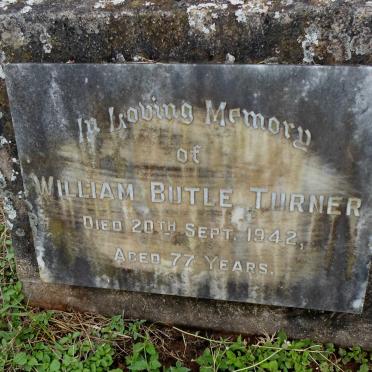 In Loving Memory
of
WILLIAM BUTLE TURNER
DIED 20TH SEPT. 1942,
AGED 77 YEARS.